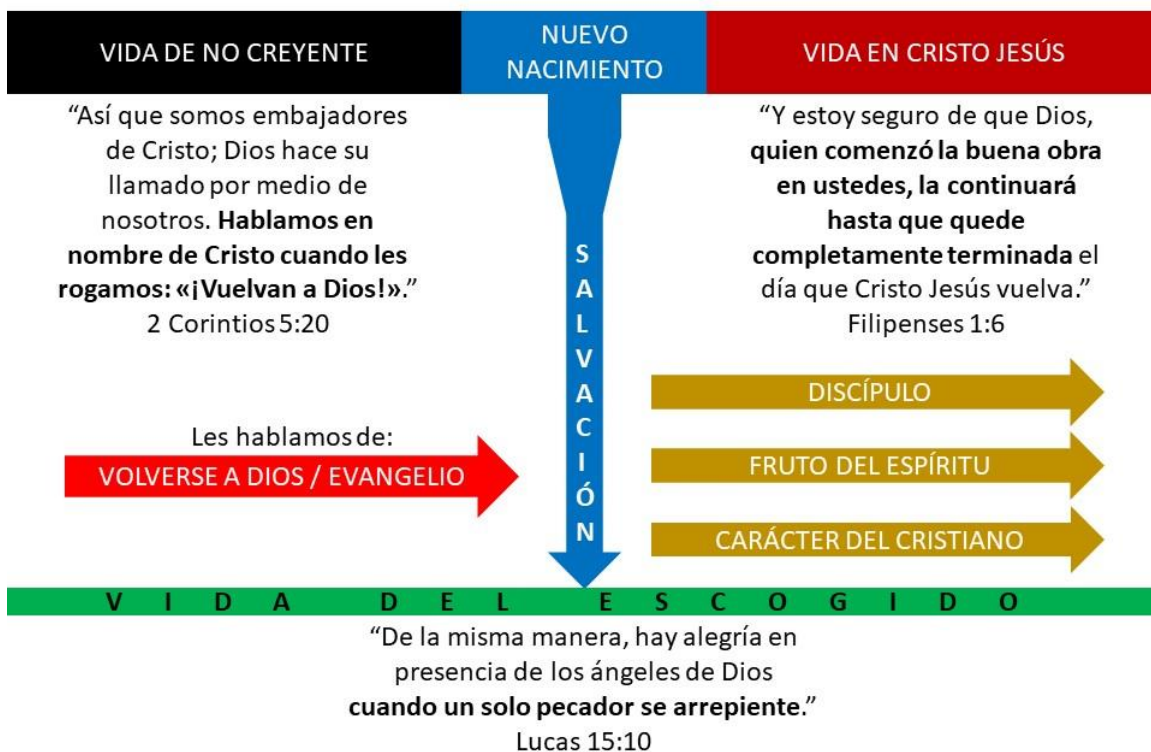 VIDA DE NO CREYENTE
NUEVO
NACIMIENTO
VIDA EN CRISTO JESÚS
“Así que somos embajadores
de Cristo; Dios hace su
llamado por medio de
nosotros. Hablamos en
nombre de Cristo cuando les
rogamos: «¡Vuelvan a Dios!».”
2 Corintios 5:20
“Y estoy seguro de que Dios,
quien comenzó la buena obra
en ustedes, la continuará
hasta que quede
completamente terminada el
día que Cristo Jesús vuelva.”
Filipenses 1:6
Les hablamos de:
VOLVERSE A DIOS / EVANGELIO
SALVACIÓN
DISCÍPULO
FRUTO DEL ESPÍRITU
CARÁCTER DEL CRISTIANO
VIDA DEL ESCOGIDO
“De la misma manera, hay alegría en
presencia de los ángeles de Dios
cuando un solo pecador se arrepiente.”
Lucas 15:10